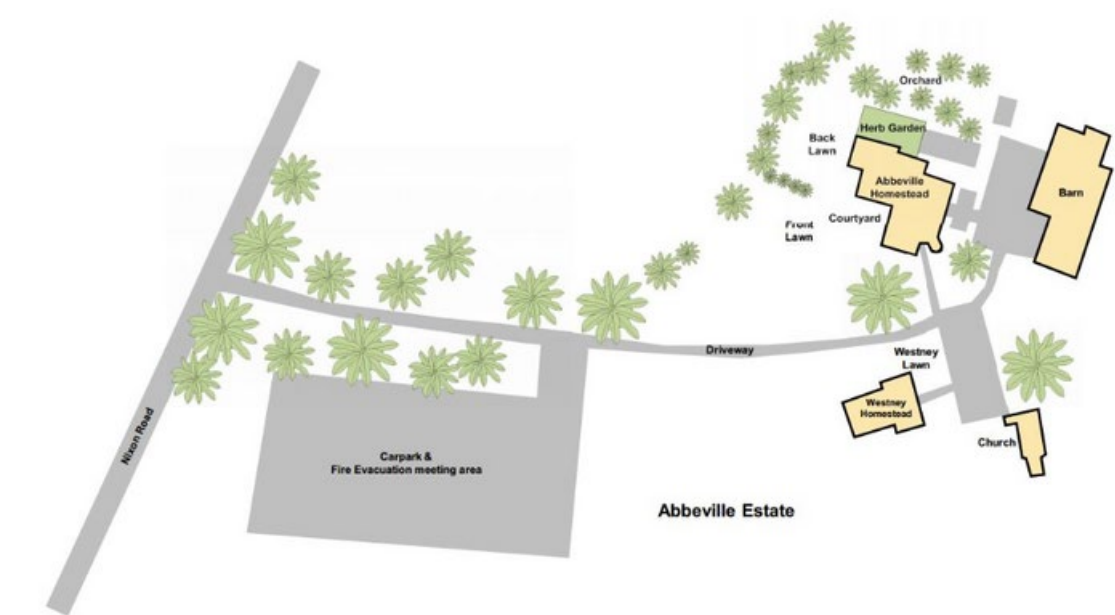 Orchard
Herb Garden
Back
Lawn
Abbeville
Homestead
Barn
Courtyard
Front
Lawn
Driveway
Westney
Lawn
Westney
Homestead
Church
Nixon Road
Carpark &
Fire Evacuation meeting area
Abbeville Estate